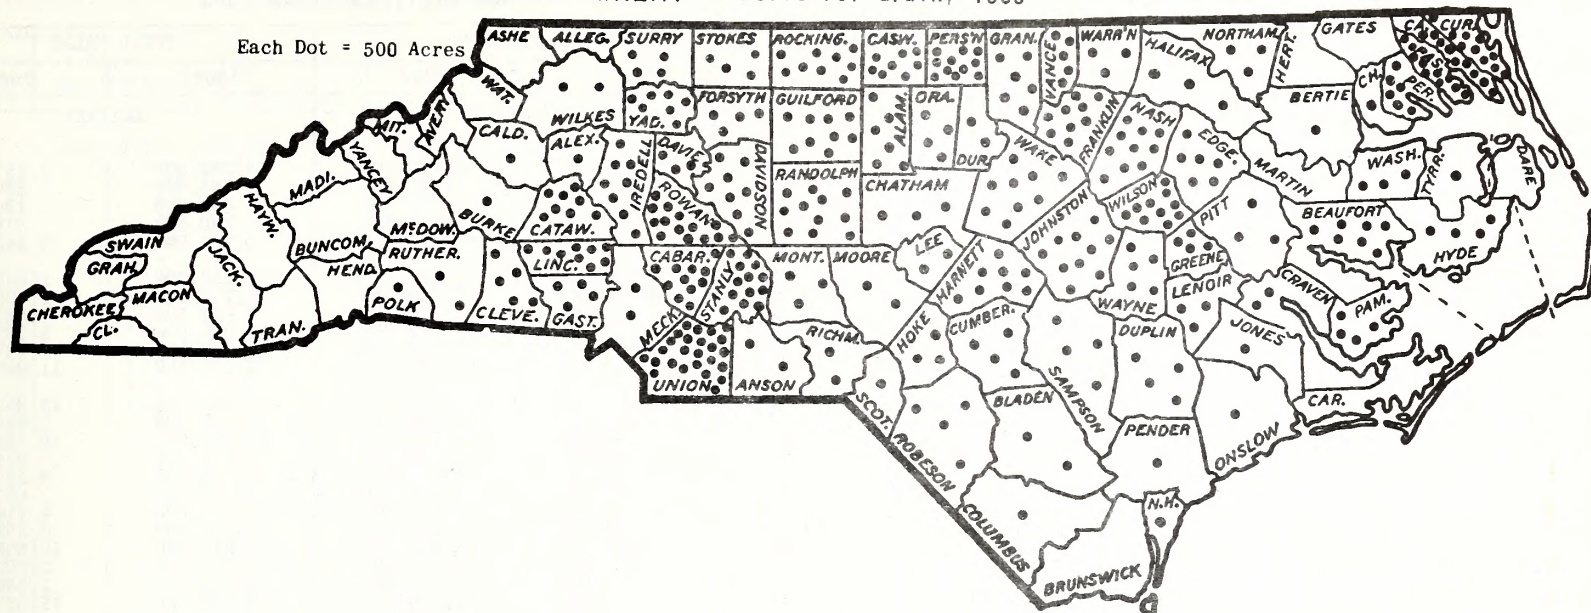 Each Dot = 500 Acres
ASHE
ALLEG.
SURRY
STOKES
ROCKING.
CASW.
PERS'N
GRAN.
VANCE
WARR'N
HALIFAX
NORTHAM.
HERT.
GATES
CUR.
WAT.
WILKES
YAD.
FORSYTH
GUILFORD
ALAM.
ORA.
DUR.
FRANKLIN
NASH
BERTIE
CH.
PER.
PAS.
MIT.
AVERY
CALD.
ALEX.
IREDELL
DAVIE
DAVIDSON
RANDOLPH
CHATHAM
WAKE
EDGE.
MARTIN
WASH.
TYRR.
DARE
MADI.
YANCEY
McDOW.
BURKE
CATAW.
ROWAN
JOHNSTON
WILSON
PITT
BEAUFORT
HYDE
SWAIN
HAYW.
BUNCOM.
RUTHER.
LINC.
CABAR.
STANLY
MONT.
MOORE
LEE
HARNETT
WAYNE
GREENE
LENOIR
CRAVEN
PAM.
GRAH.
JACK.
HEND.
CHEROKEE
MACON
TRAN.
POLK
CLEVE.
GAST.
MECK.
CL.
UNION
ANSON
RICHM.
HOKE
CUMBER.
SAMPSON
DUPLIN
JONES
CAR.
SCOT.
ROBESON
BLADEN
PENDER
ONSLOW
COLUMBUS
N.H.
BRUNSWICK